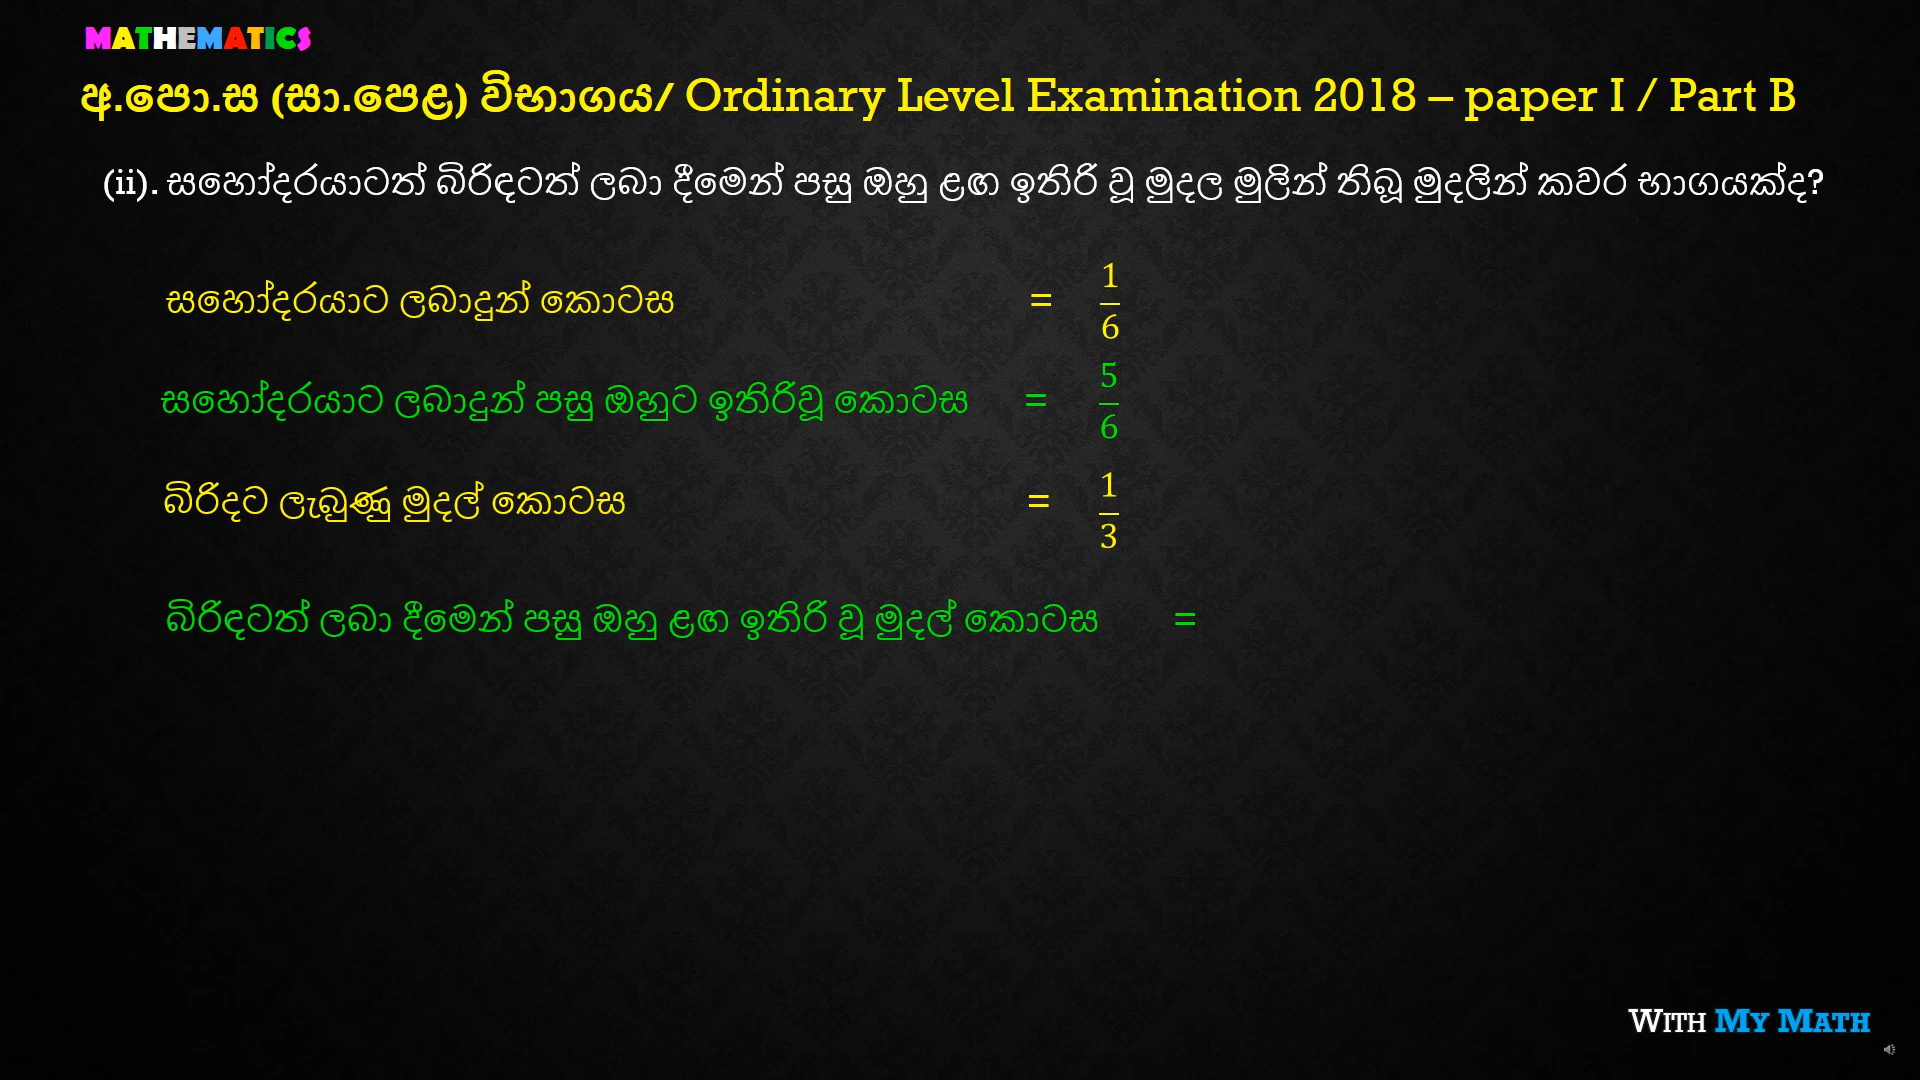 MATHEMATICS
අ.පො.ස (සා.පෙළ) විභාගය/ Ordinary Level Examination 2018 – paper I / Part B
(ii). සහෝදරයාටත් බිරිඳටත් ලබා දීමෙන් පසු ඔහු ළඟ ඉතිරි වූ මුදල මුලින් තිබූ මුදලින් කවර භාගයක්ද?
සහෝදරයාට ලබාදුන් කොටස = 1/6
සහෝදරයාට ලබාදුන් පසු ඔහුට ඉතිරිවූ කොටස = 5/6
බිරිදට ලැබුණු මුදල් කොටස = 1/3
බිරිඳටත් ලබා දීමෙන් පසු ඔහු ළඟ ඉතිරි වූ මුදල් කොටස =
WITH MY MATH